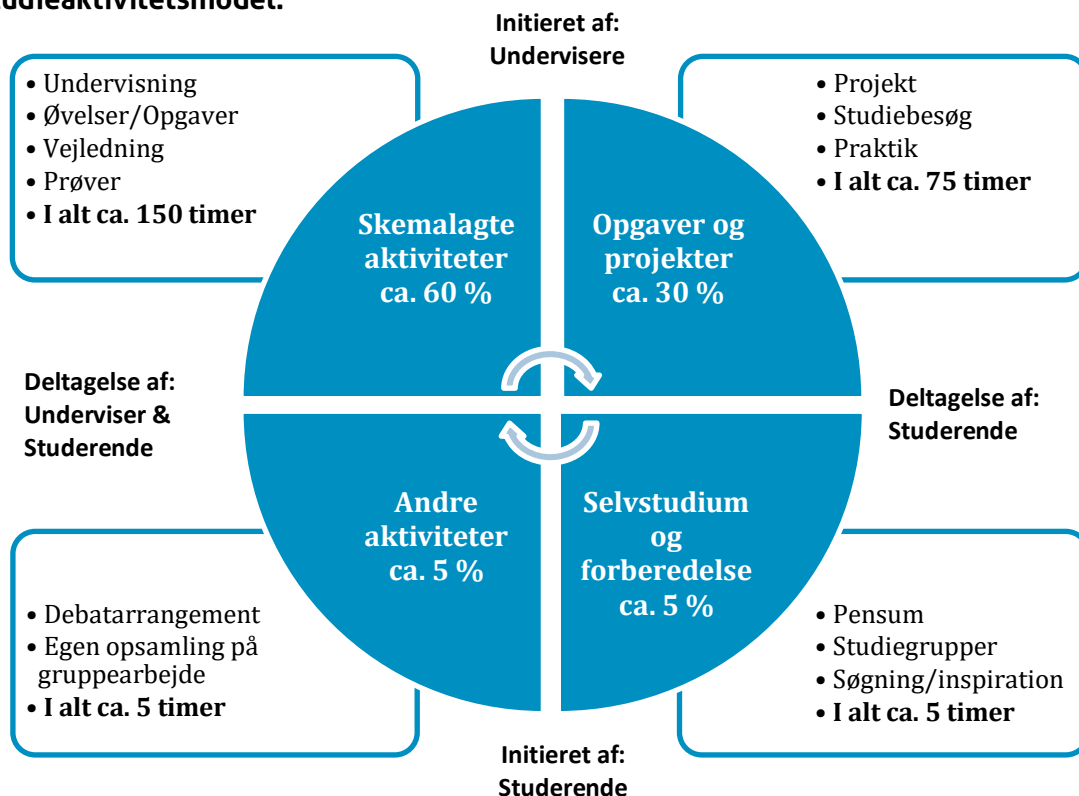 Initieret af:
Undervisere
• Undervisning
• Øvelser/Opgaver
• Vejledning
• Prøver
• I alt ca. 150 timer
• Projekt
• Studiebesøg
• Praktik
• I alt ca. 75 timer
Skemalagte
aktiviteter
ca. 60 %
Opgaver og
projekter
ca. 30 %
Deltagelse af:
Underviser &
Studerende
Deltagelse af:
Studerende
Andre
aktiviteter
ca. 5 %
Selvstudium
og
forberedelse
ca. 5 %
• Debatarrangement
• Egen opsamling på
gruppearbejde
• I alt ca. 5 timer
• Pensum
• Studiegrupper
• Søgning/inspiration
• I alt ca. 5 timer
Initieret af:
Studerende